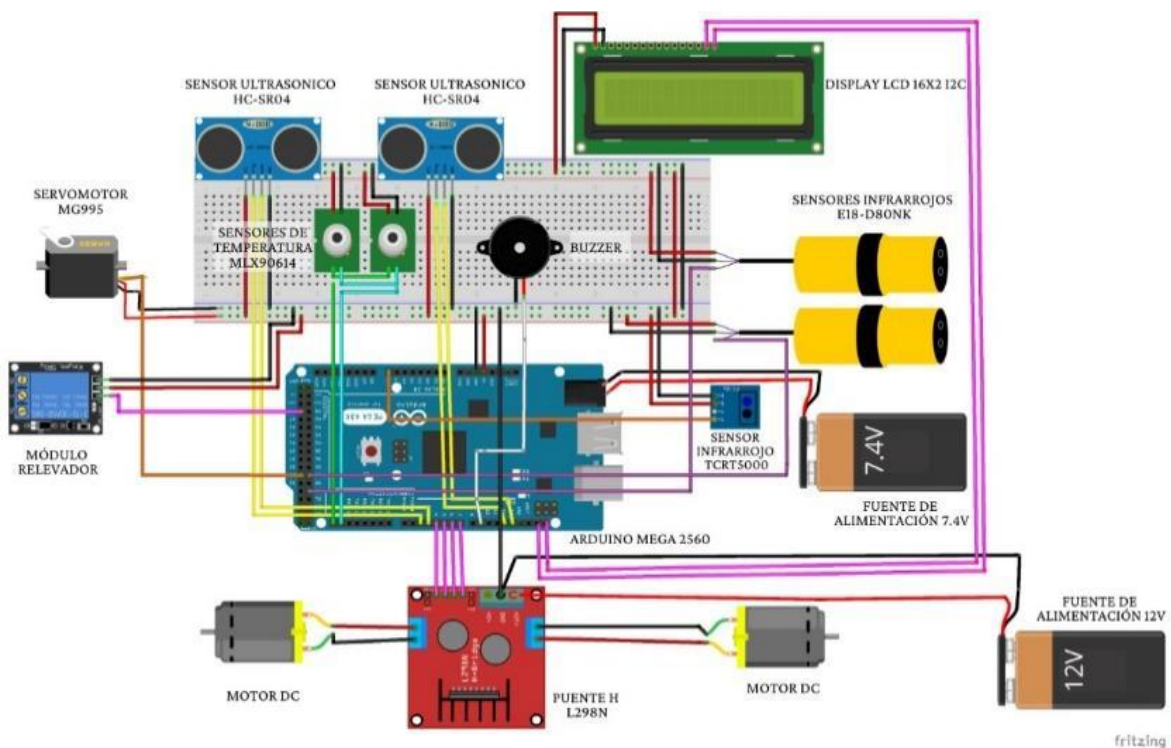 SENSOR ULTRASONICO
HC-SR04
SENSOR ULTRASONICO
HC-SR04
DISPLAY LCD 16X2 I2C
SERVOMOTOR
MG995
SENSORES DE
TEMPERATURA
MLX90614
BUZZER
SENSORES INFRARROJOS
E18-D80NK
MÓDULO
RELEVADOR
SENSOR
INFRARROJO
TCRT5000
7.4V
FUENTE DE
ALIMENTACIÓN 7.4V
ARDUINO MEGA 2560
MOTOR DC
L298N
PUENTE H
L298N
MOTOR DC
FUENTE DE
ALIMENTACIÓN 12V
12V
fritzing